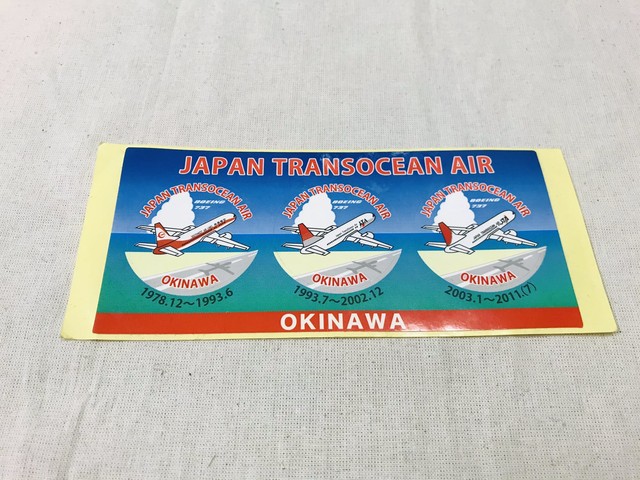 JAPAN TRANSOCEAN AIR
JAPAN TRANSOCEAN AIR
BOEING
737
OKINAWA
1978.12～1993.6
JAPAN TRANSOCEAN AIR
BOEING
737
OKINAWA
1993.7～2002.12
JAPAN TRANSOCEAN AIR
BOEING
737
OKINAWA
2003.1～2011.(7)
OKINAWA